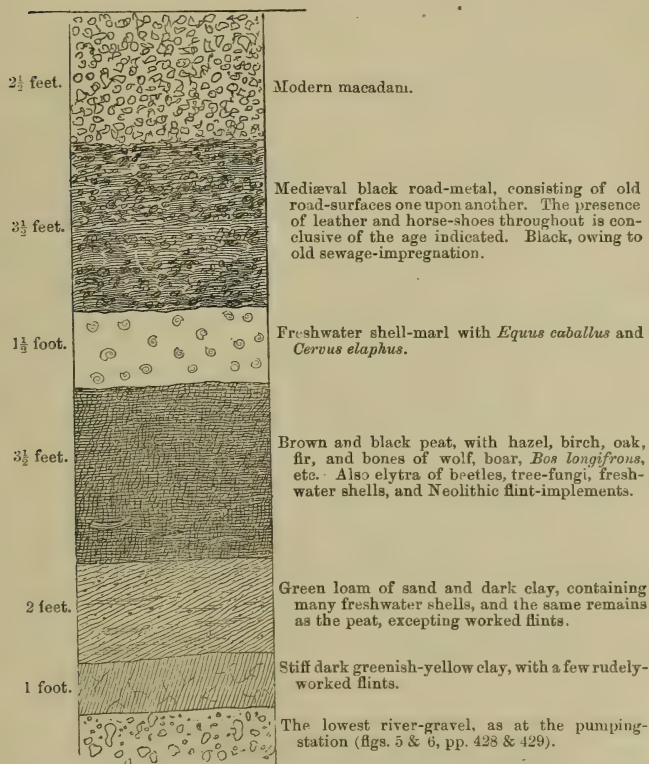 2½ feet.
Modern macadam.
3½ feet.
Mediæval black road-metal, consisting of old
road-surfaces one upon another. The presence
of leather and horse-shoes throughout is con-
clusive of the age indicated. Black, owing to
old sewage-impregnation.
1½ foot.
Freshwater shell-marl with Equus caballus and
Cervus elaphus.
3½ feet.
Brown and black peat, with hazel, birch, oak,
fir, and bones of wolf, boar, Bos longifrons,
etc. Also elytra of beetles, tree-fungi, fresh-
water shells, and Neolithic flint-implements.
2 feet.
Green loam of sand and dark clay, containing
many freshwater shells, and the same remains
as the peat, excepting worked flints.
1 foot.
Stiff dark greenish-yellow clay, with a few rudely-
worked flints.
The lowest river-gravel, as at the pumping-
station (figs. 5 & 6, pp. 428 & 429).